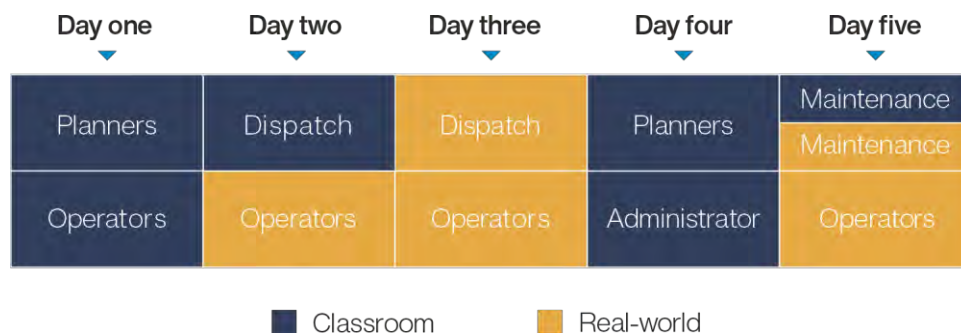 Day one Day two Day three Day four Day five
Planners Dispatch Dispatch Planners Maintenance
Maintenance
Operators Operators Operators Administrator Operators
Classroom Real-world